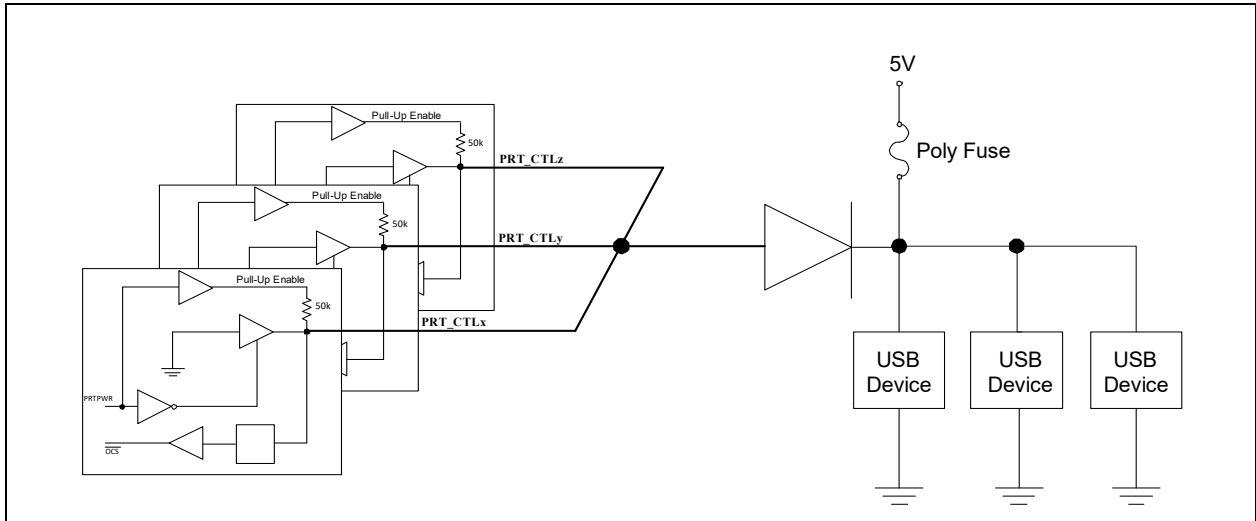 5V
Poly Fuse
Pull-Up Enable
50k
PRT_CTLz
Pull-Up Enable
50k
PRT_CTLy
Pull-Up Enable
50k
PRT_CTLx
PRTPWR
OCS
USB
Device
USB
Device
USB
Device